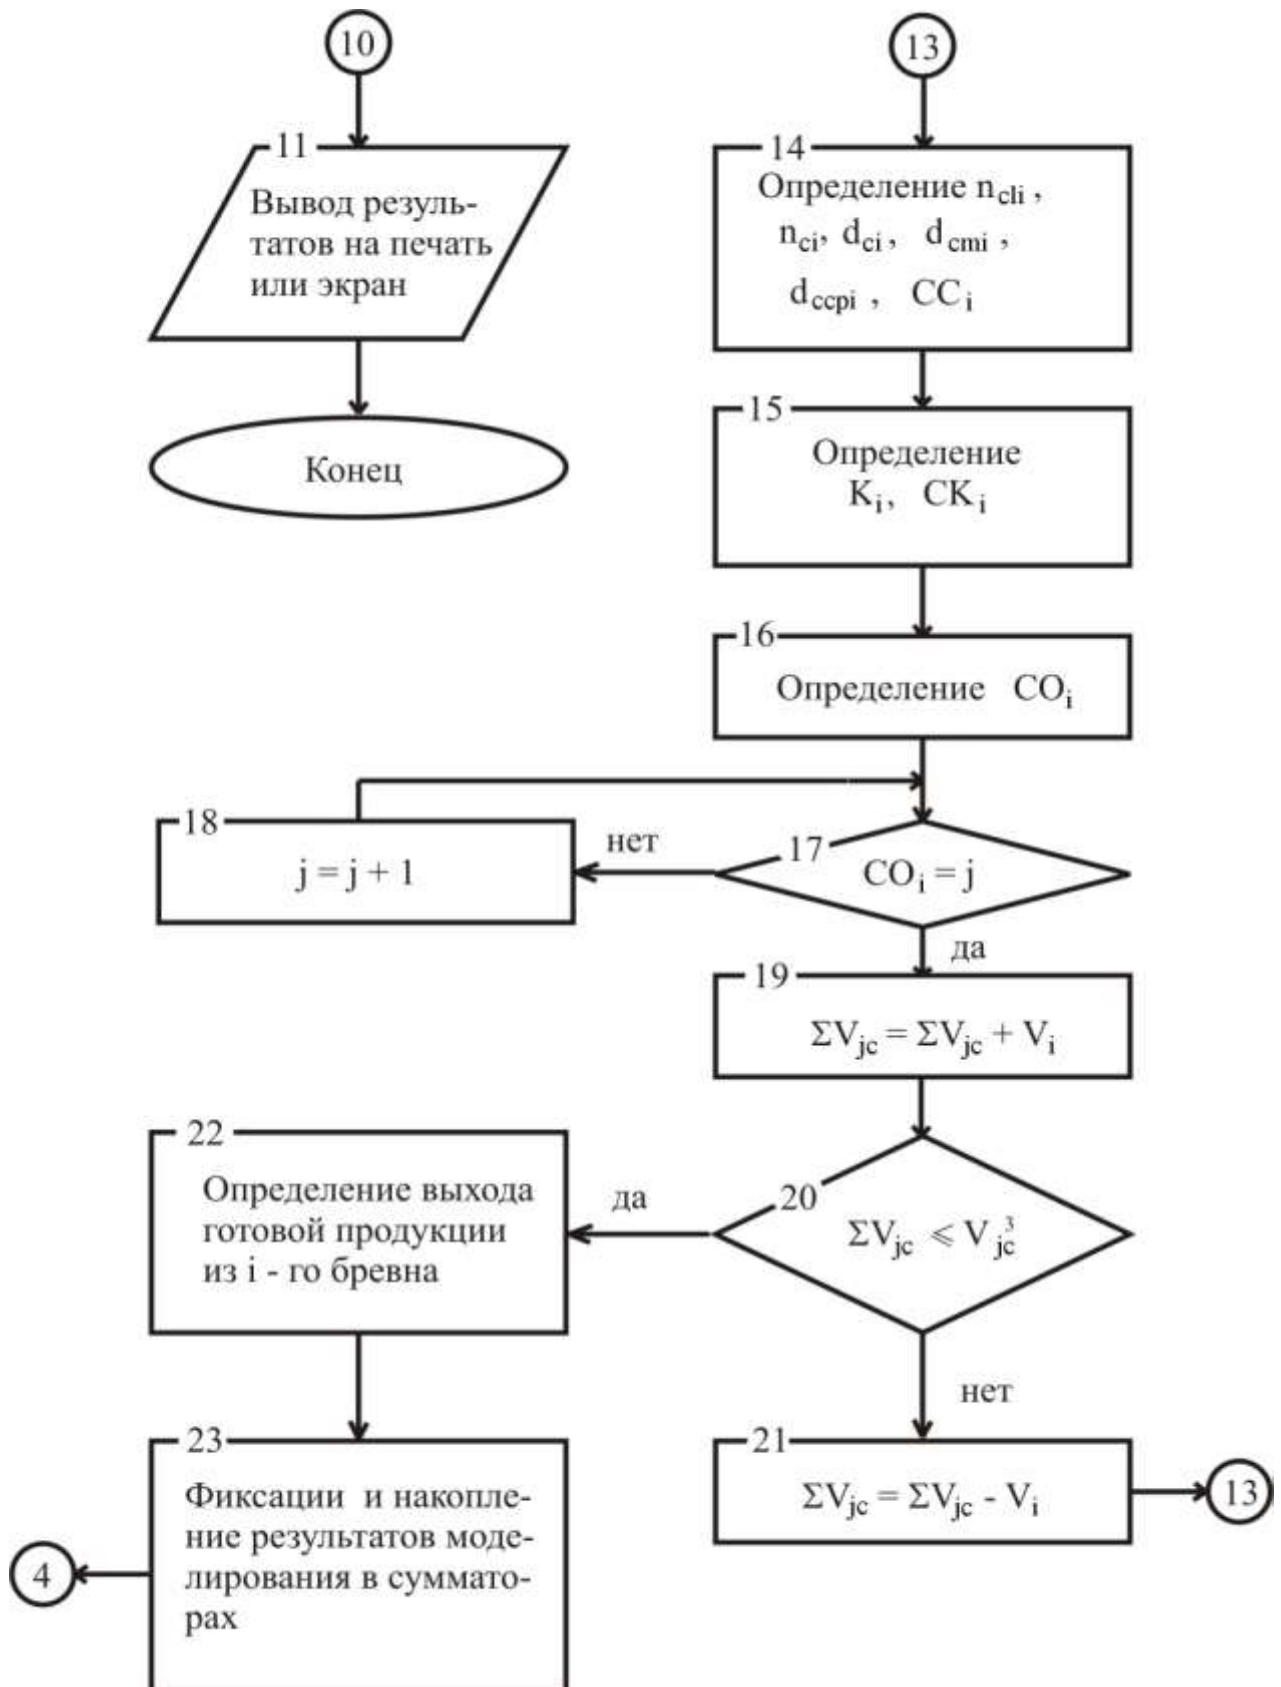 10
11
Вывод резуль-
татов на печать
или экран
Конец
13
14
Определение n_cli ,
n_ci, d_ci, d_cmi ,
d_ccpi , CC_i
15
Определение
K_i, CK_i
16
Определение CO_i
18
j = j + 1
нет
17
CO_i = j
да
19
ΣV_jc = ΣV_jc + V_i
20
ΣV_jc ⩽ V_jc^з
да
22
Определение выхода
готовой продукции
из i - го бревна
нет
21
ΣV_jc = ΣV_jc - V_i
13
23
Фиксации и накопле-
ние результатов моде-
лирования в суммато-
рах
4